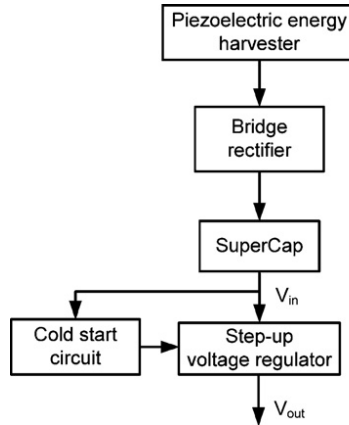 Piezoelectric energy
harvester
Bridge
rectifier
SuperCap
V_in
Cold start
circuit
Step-up
voltage regulator
V_out